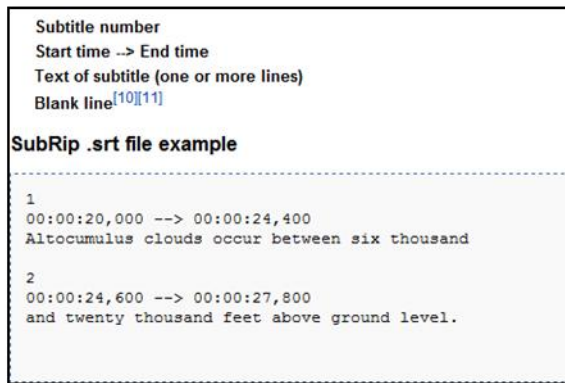 Subtitle number
Start time --> End time
Text of subtitle (one or more lines)
Blank line[10][11]
SubRip .srt file example
1
00:00:20,000 --> 00:00:24,400
Altocumulus clouds occur between six thousand
2
00:00:24,600 --> 00:00:27,800
and twenty thousand feet above ground level.